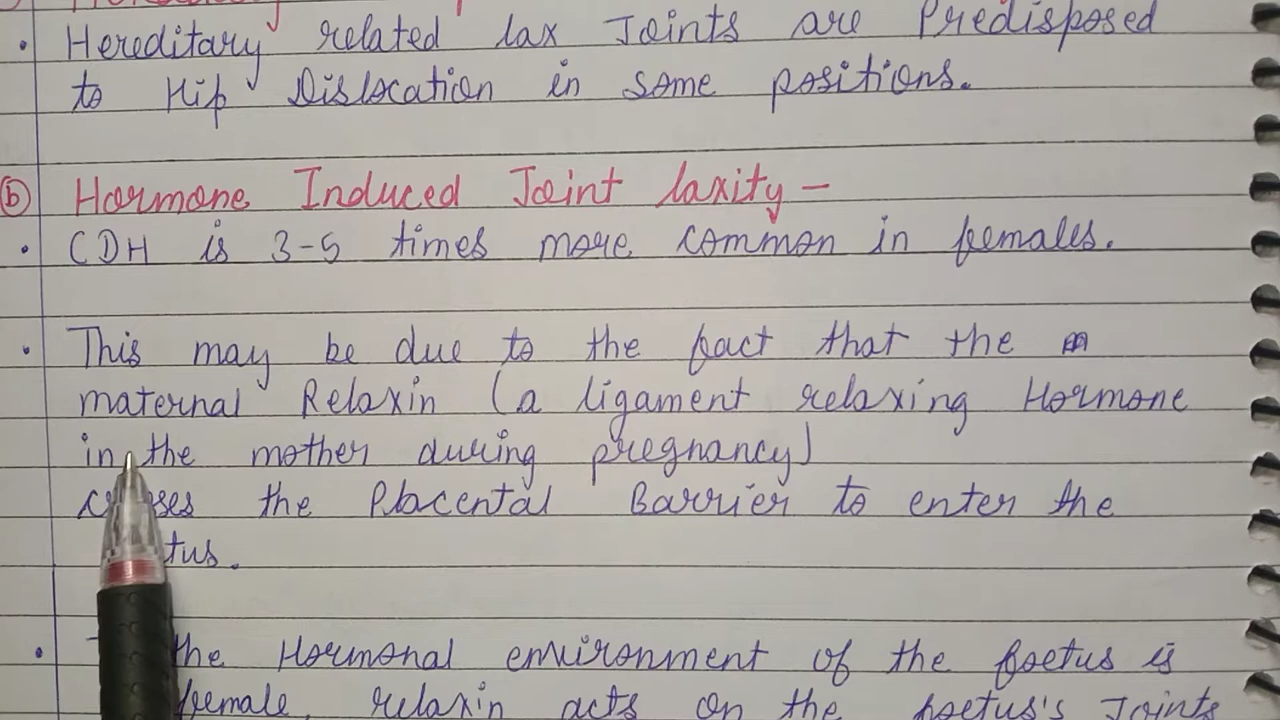 • Hereditary related lax Joints are Predisposed
to Hip Dislocation in some positions.
ⓑ Hormone Induced Joint laxity –
• CDH is 3-5 times more common in females.
• This may be due to the fact that the
maternal Relaxin (a ligament relaxing Hormone
in the mother during pregnancy)
the Placental Barrier to enter the
• the Hormonal environment of the foetus is
female, relaxin acts on the foetus's Joints